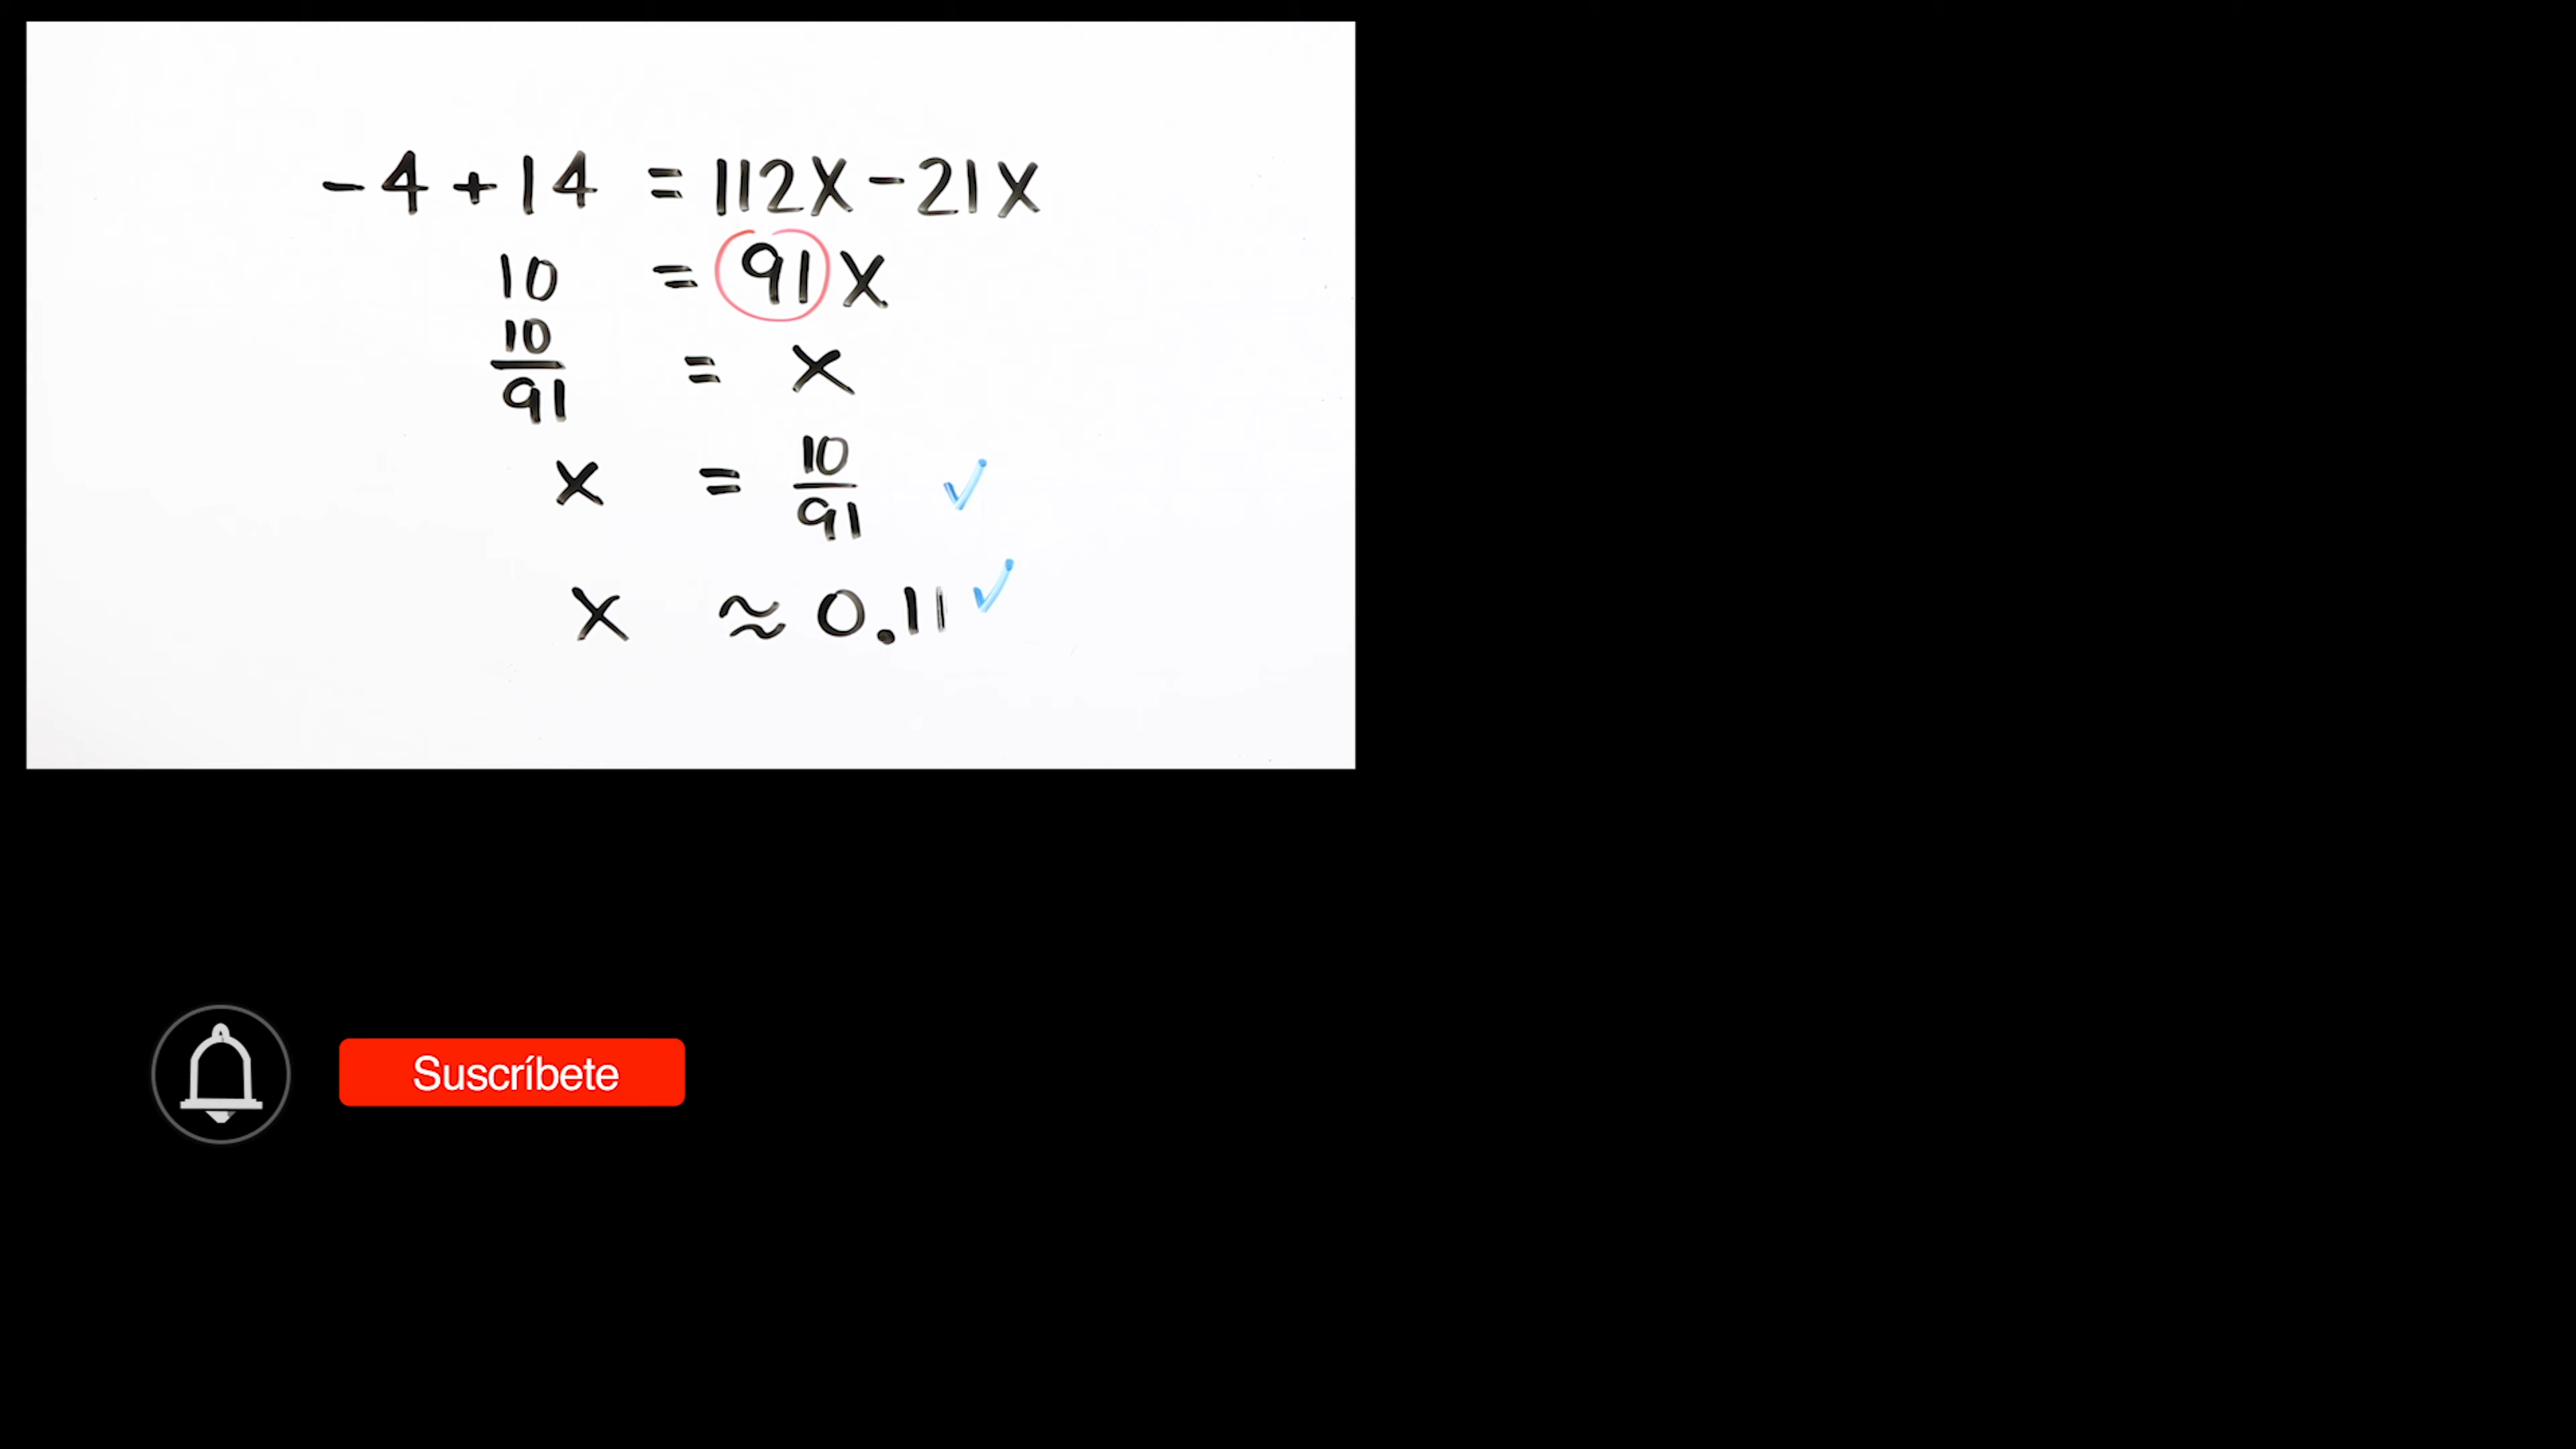 -4 + 14 = 112X - 21X
10 = 91X
10/91 = X
X = 10/91 ✓
X ≈ 0.11 ✓
Suscríbete